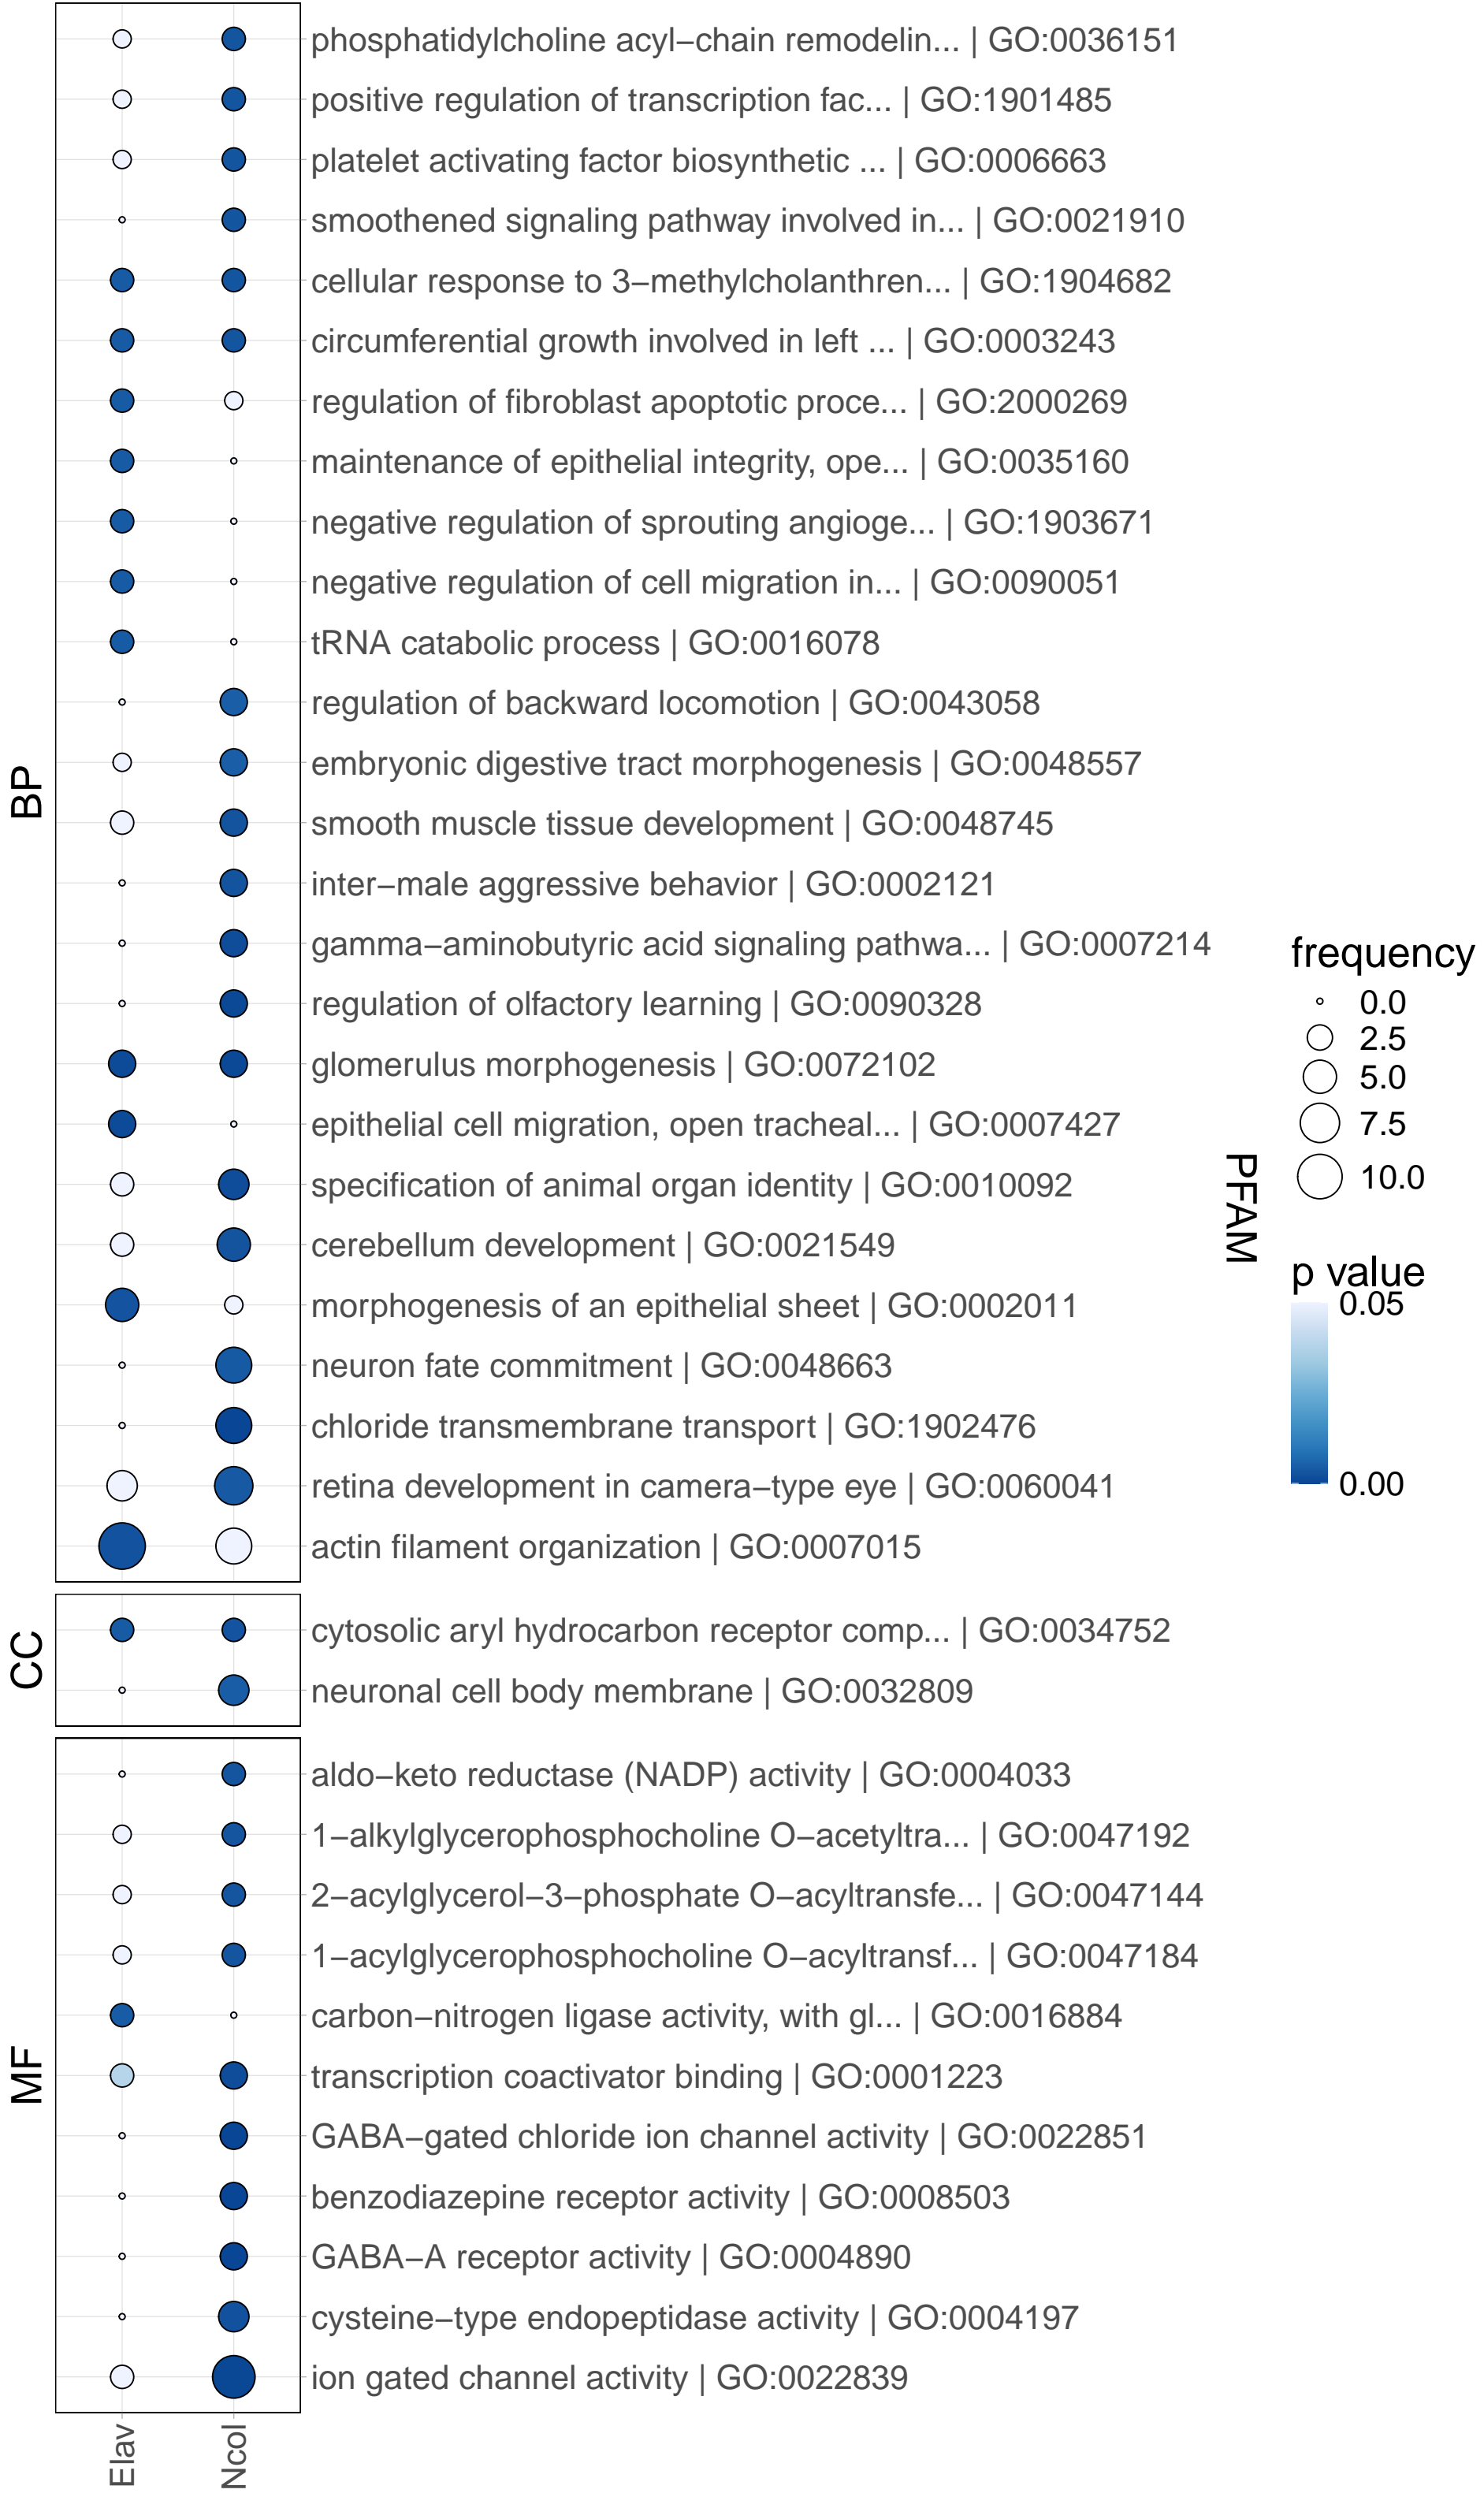 phosphatidylcholine acyl−chain remodelin... | GO:0036151
positive regulation of transcription fac... | GO:1901485
platelet activating factor biosynthetic ... | GO:0006663
smoothened signaling pathway involved in... | GO:0021910
cellular response to 3−methylcholanthren... | GO:1904682
circumferential growth involved in left ... | GO:0003243
regulation of fibroblast apoptotic proce... | GO:2000269
maintenance of epithelial integrity, ope... | GO:0035160
negative regulation of sprouting angioge... | GO:1903671
negative regulation of cell migration in... | GO:0090051
tRNA catabolic process | GO:0016078
regulation of backward locomotion | GO:0043058
embryonic digestive tract morphogenesis | GO:0048557
smooth muscle tissue development | GO:0048745
inter−male aggressive behavior | GO:0002121
gamma−aminobutyric acid signaling pathwa... | GO:0007214
regulation of olfactory learning | GO:0090328
glomerulus morphogenesis | GO:0072102
epithelial cell migration, open tracheal... | GO:0007427
specification of animal organ identity | GO:0010092
cerebellum development | GO:0021549
morphogenesis of an epithelial sheet | GO:0002011
neuron fate commitment | GO:0048663
chloride transmembrane transport | GO:1902476
retina development in camera−type eye | GO:0060041
actin filament organization | GO:0007015
BP
cytosolic aryl hydrocarbon receptor comp... | GO:0034752
neuronal cell body membrane | GO:0032809
CC
aldo−keto reductase (NADP) activity | GO:0004033
1−alkylglycerophosphocholine O−acetyltra... | GO:0047192
2−acylglycerol−3−phosphate O−acyltransfe... | GO:0047144
1−acylglycerophosphocholine O−acyltransf... | GO:0047184
carbon−nitrogen ligase activity, with gl... | GO:0016884
transcription coactivator binding | GO:0001223
GABA−gated chloride ion channel activity | GO:0022851
benzodiazepine receptor activity | GO:0008503
GABA−A receptor activity | GO:0004890
cysteine−type endopeptidase activity | GO:0004197
ion gated channel activity | GO:0022839
MF
Elav
Ncol
PFAM
frequency
0.0
2.5
5.0
7.5
10.0
p value
0.05
0.00